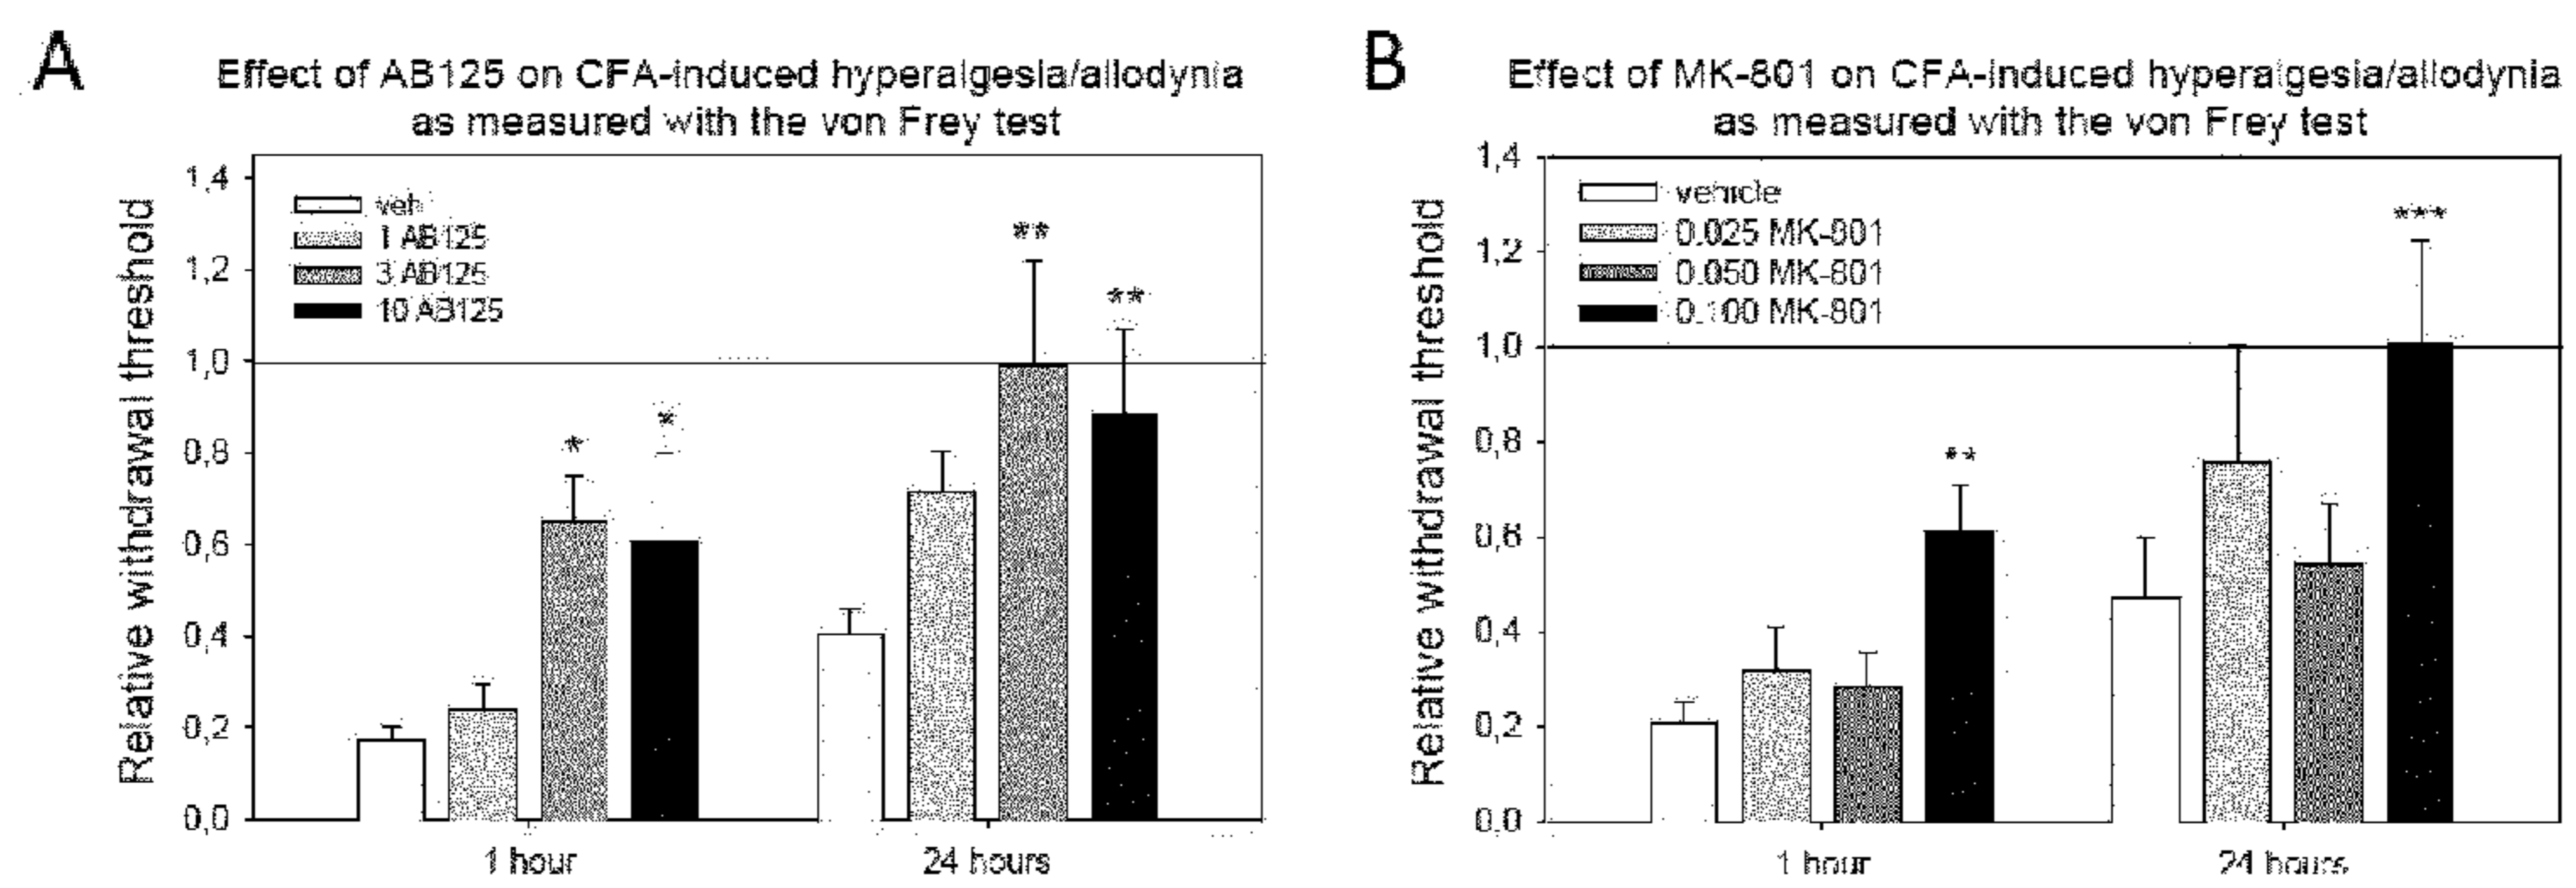 A
Effect of AB125 on CFA-induced hyperalgesia/allodynia
as measured with the von Frey test
Relative withdrawal threshold
1,4
1,2
1,0
0,8
0,6
0,4
0,2
0,0
veh
1 AB125
3 AB125
10 AB125
*
*
**
**
1 hour
24 hours
B
Effect of MK-801 on CFA-induced hyperalgesia/allodynia
as measured with the von Frey test
Relative withdrawal threshold
1,4
1,2
1,0
0,8
0,6
0,4
0,2
0.0
vehicle
0.025 MK-801
0.050 MK-801
0.100 MK-801
**
***
1 hour
24 hours